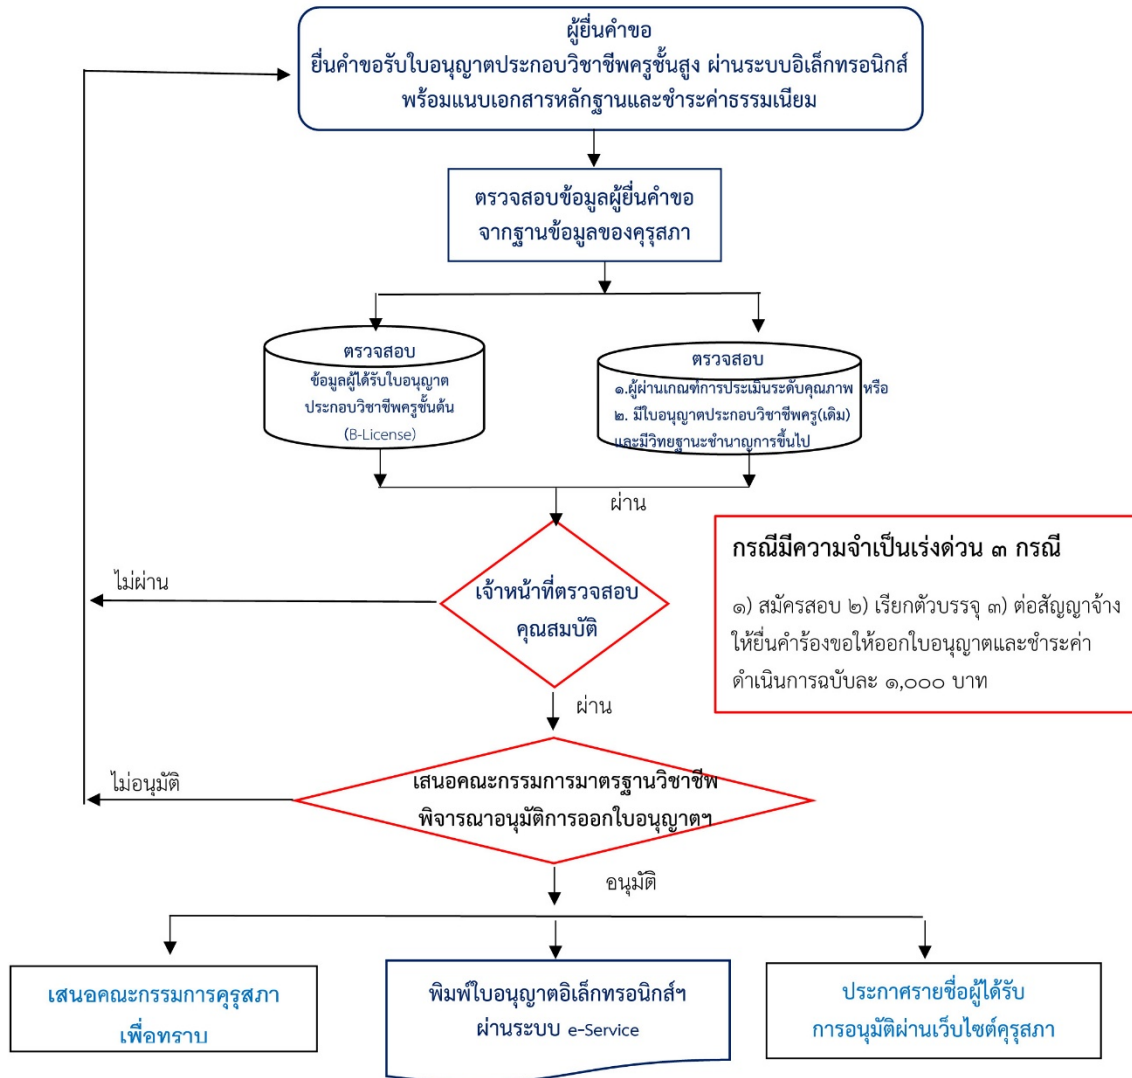 ผู้ยื่นคำขอ
ยื่นคำขอรับใบอนุญาตประกอบวิชาชีพครูชั้นสูง ผ่านระบบอิเล็กทรอนิกส์
พร้อมแนบเอกสารหลักฐานและชำระค่าธรรมเนียม
ตรวจสอบข้อมูลผู้ยื่นคำขอ
จากฐานข้อมูลของคุรุสภา
ตรวจสอบ
ข้อมูลผู้ได้รับใบอนุญาต
ประกอบวิชาชีพครูชั้นต้น
(B-License)
ตรวจสอบ
๑.ผู้ผ่านเกณฑ์การประเมินระดับคุณภาพ หรือ
๒. มีใบอนุญาตประกอบวิชาชีพครู(เดิม)
และมีวิทยฐานะชำนาญการขึ้นไป
ผ่าน
เจ้าหน้าที่ตรวจสอบ
คุณสมบัติ
ไม่ผ่าน
กรณีมีความจำเป็นเร่งด่วน ๓ กรณี
๑) สมัครสอบ ๒) เรียกตัวบรรจุ ๓) ต่อสัญญาจ้าง
ให้ยื่นคำร้องขอให้ออกใบอนุญาตและชำระค่า
ดำเนินการฉบับละ ๑,๐๐๐ บาท
ผ่าน
เสนอคณะกรรมการมาตรฐานวิชาชีพ
พิจารณาอนุมัติการออกใบอนุญาตฯ
ไม่อนุมัติ
อนุมัติ
เสนอคณะกรรมการคุรุสภา
เพื่อทราบ
พิมพ์ใบอนุญาตอิเล็กทรอนิกส์ฯ
ผ่านระบบ e-Service
ประกาศรายชื่อผู้ได้รับ
การอนุมัติผ่านเว็บไซต์คุรุสภา